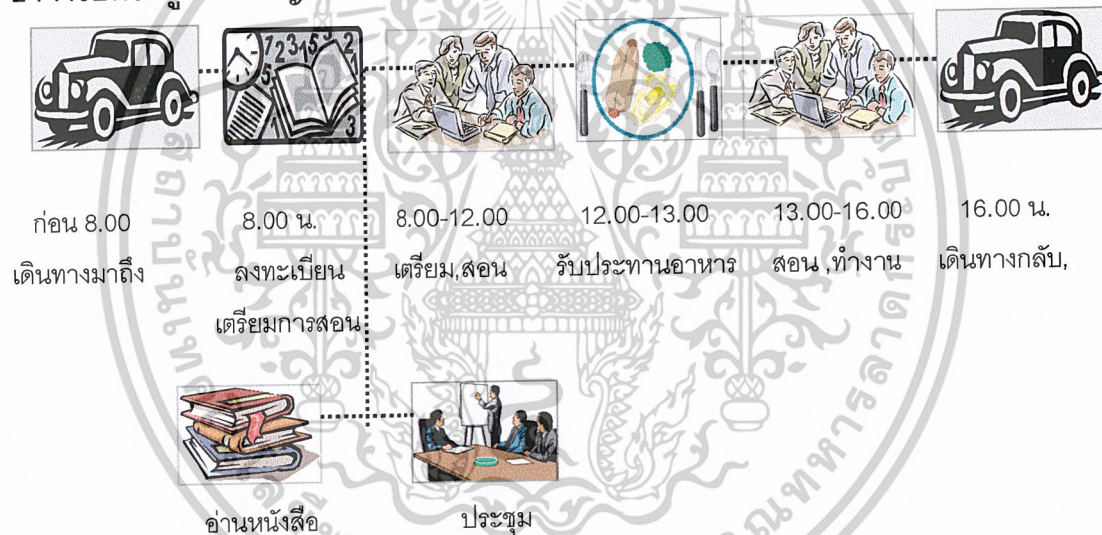 ก่อน 8.00
เดินทางมาถึง
8.00 น.
ลงทะเบียน
เตรียมการสอน
8.00-12.00
เตรียม,สอน
12.00-13.00
รับประทานอาหาร
13.00-16.00
สอน ,ทำงาน
16.00 น.
เดินทางกลับ,
อ่านหนังสือ
ประชุม